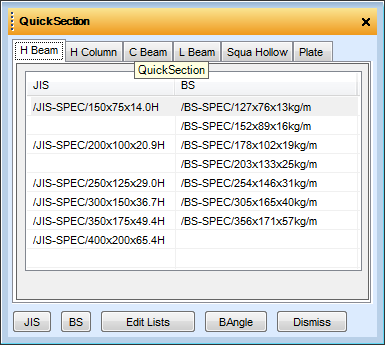 QuickSection
H Beam H Column C Beam L Beam Squa Hollow Plate
QuickSection
JIS BS
/JIS-SPEC/150x75x14.0H /BS-SPEC/127x76x13kg/m
/BS-SPEC/152x89x16kg/m
/JIS-SPEC/200x100x20.9H /BS-SPEC/178x102x19kg/m
/BS-SPEC/203x133x25kg/m
/JIS-SPEC/250x125x29.0H /BS-SPEC/254x146x31kg/m
/JIS-SPEC/300x150x36.7H /BS-SPEC/305x165x40kg/m
/JIS-SPEC/350x175x49.4H /BS-SPEC/356x171x57kg/m
/JIS-SPEC/400x200x65.4H
JIS BS Edit Lists BAngle Dismiss